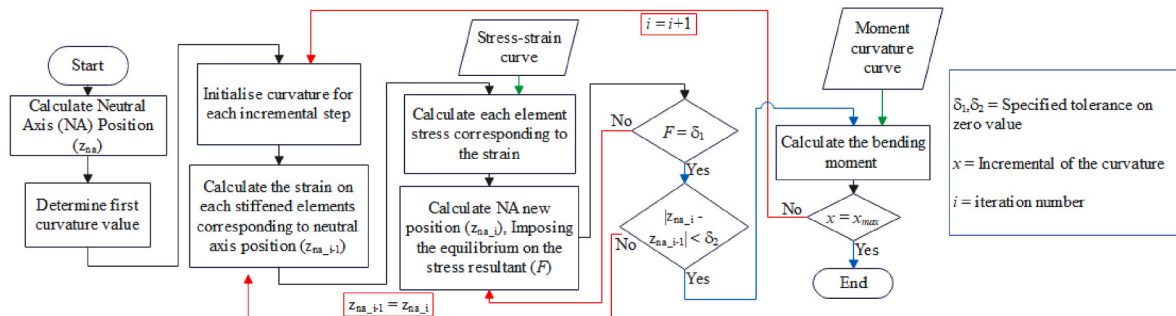 Start
Calculate Neutral
Axis (NA) Position
(z_na)
Determine first
curvature value
Initialise curvature for
each incremental step
Calculate the strain on
each stiffened elements
corresponding to neutral
axis position (z_na_i-1)
Stress-strain
curve
Calculate each element
stress corresponding to
the strain
Calculate NA new
position (z_na_i), Imposing
the equilibrium on the
stress resultant (F)
z_na_i-1 = z_na_i
i = i+1
No
F = δ1
Yes
|z_na_i -
z_na_i-1| < δ2
No
Yes
Moment
curvature
curve
Calculate the bending
moment
No
x = x_max
Yes
End
δ1,δ2 = Specified tolerance on
zero value
x = Incremental of the curvature
i = iteration number